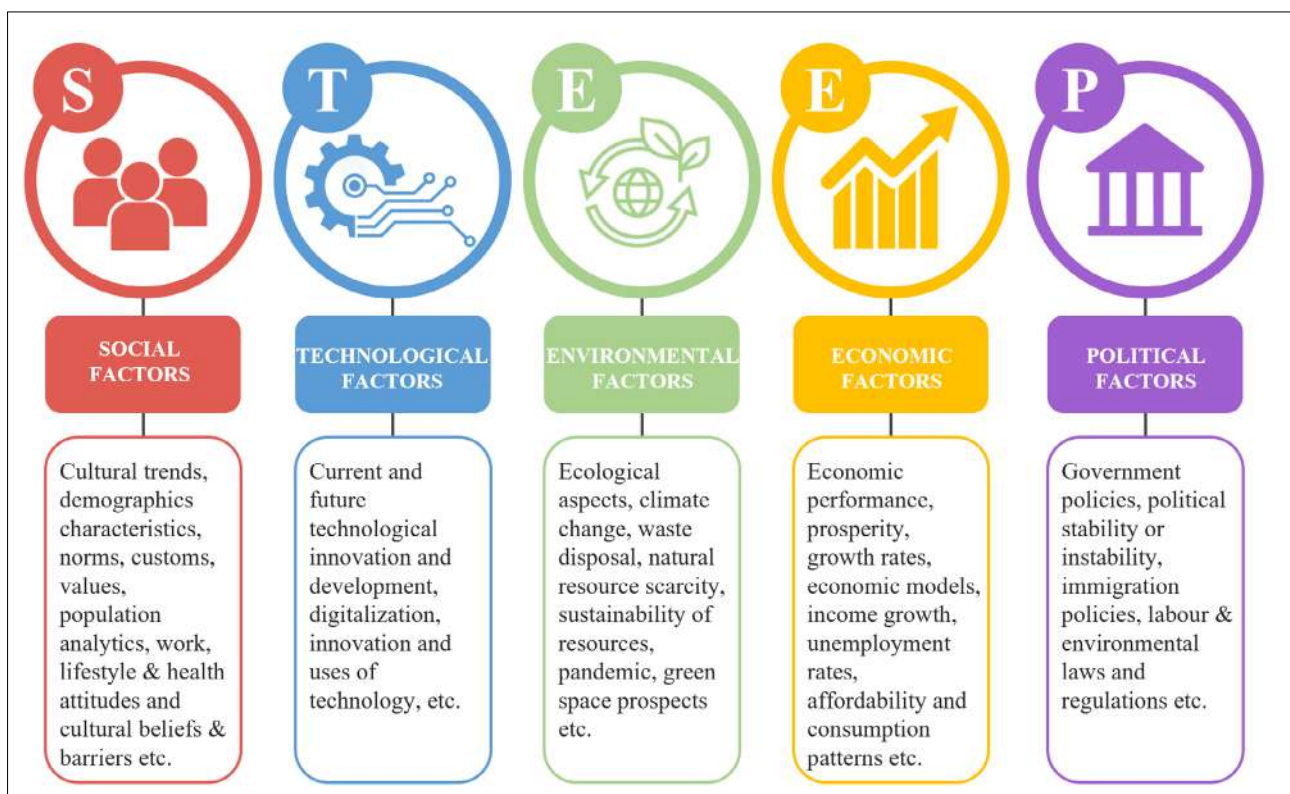 S
T
E
E
P
SOCIAL
FACTORS
TECHNOLOGICAL
FACTORS
ENVIRONMENTAL
FACTORS
ECONOMIC
FACTORS
POLITICAL
FACTORS
Cultural trends,
demographics
characteristics,
norms, customs,
values,
population
analytics, work,
lifestyle & health
attitudes and
cultural beliefs &
barriers etc.
Current and
future
technological
innovation and
development,
digitalization,
innovation and
uses of
technology, etc.
Ecological
aspects, climate
change, waste
disposal, natural
resource scarcity,
sustainability of
resources,
pandemic, green
space prospects
etc.
Economic
performance,
prosperity,
growth rates,
economic models,
income growth,
unemployment
rates,
affordability and
consumption
patterns etc.
Government
policies, political
stability or
instability,
immigration
policies, labour &
environmental
laws and
regulations etc.